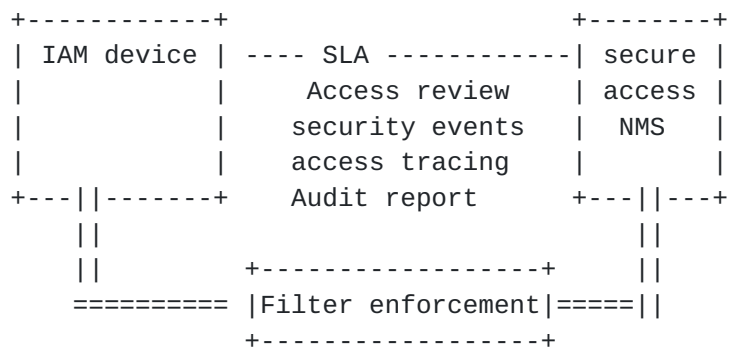 +------------+                       +--------+
| IAM device | ---- SLA ------------| secure |
|            |     Access review    | access |
|            |    security events   |  NMS   |
|            |    access tracing    |        |
+---||-------+    Audit report      +---||---+
    ||                                  ||
    ||         +------------------+     ||
    ========== |Filter enforcement|=====||
               +------------------+